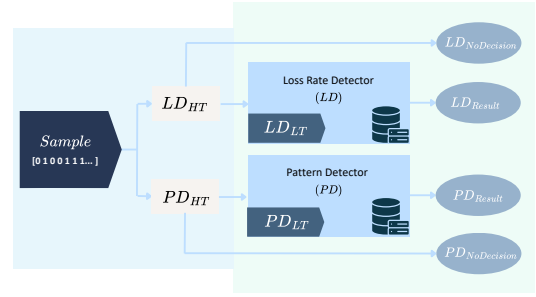 LD_NoDecision
Loss Rate Detector
(LD)
LD_HT
LD_Result
LD_LT
Sample
[0 1 0 0 1 1 1... ]
Pattern Detector
(PD)
PD_HT
PD_Result
PD_LT
PD_NoDecision